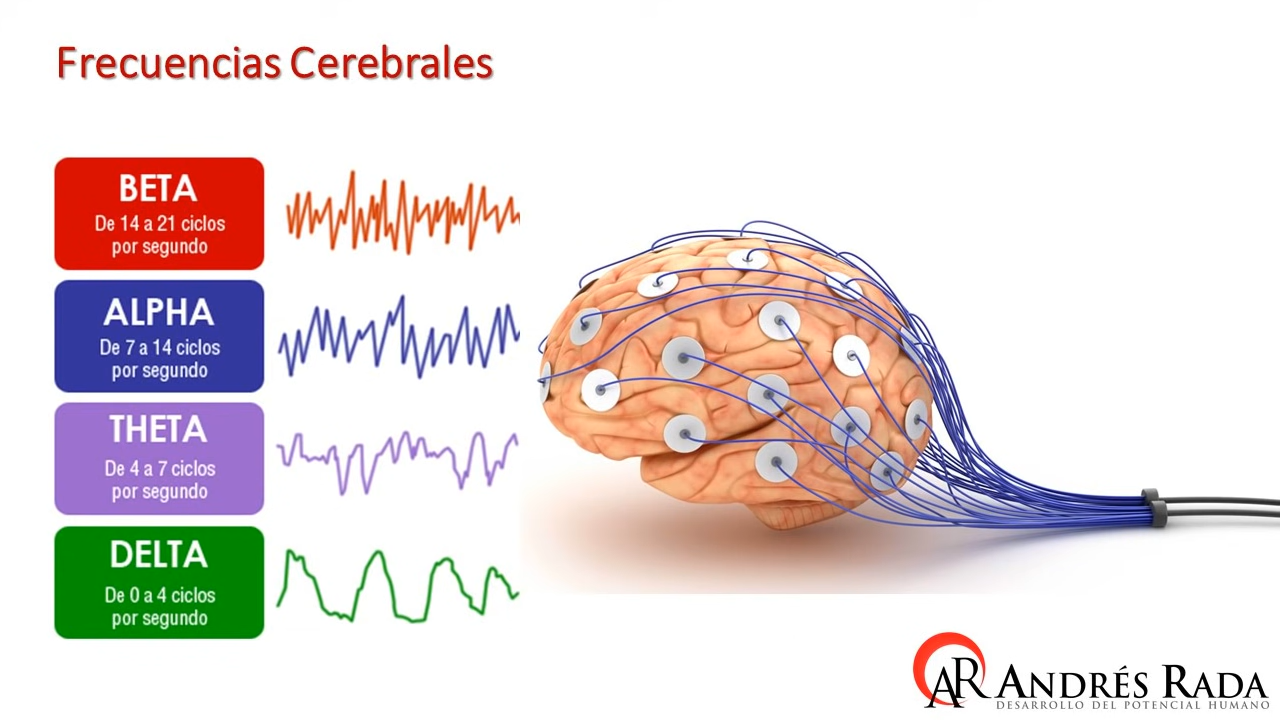 Frecuencias Cerebrales
BETA
De 14 a 21 ciclos
por segundo
ALPHA
De 7 a 14 ciclos
por segundo
THETA
De 4 a 7 ciclos
por segundo
DELTA
De 0 a 4 ciclos
por segundo
AR ANDRÉS RADA
DESARROLLO DEL POTENCIAL HUMANO